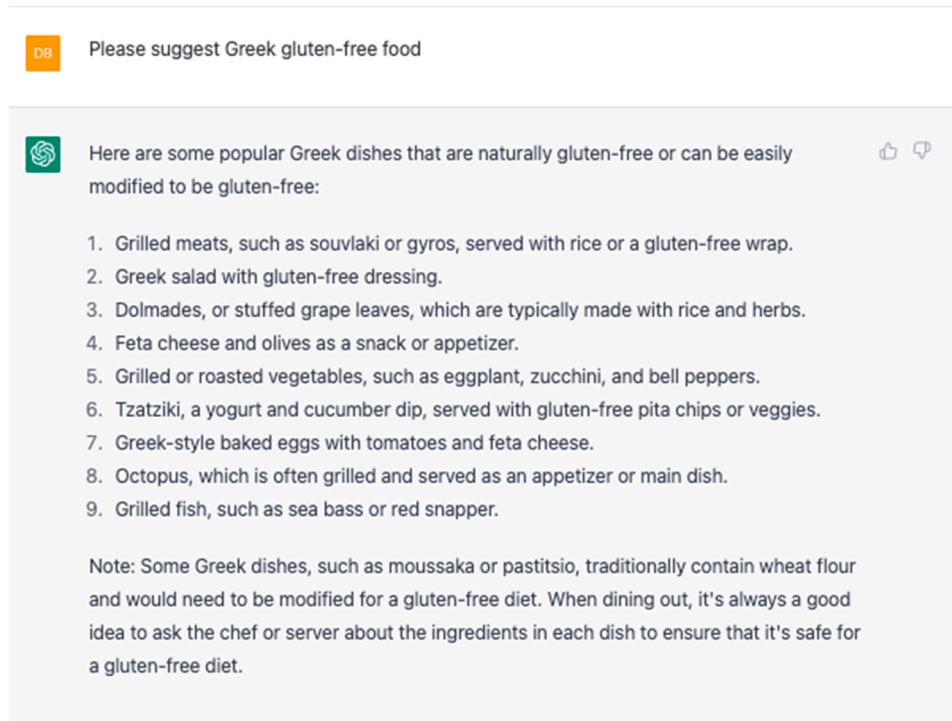 DB
Please suggest Greek gluten-free food
Here are some popular Greek dishes that are naturally gluten-free or can be easily
modified to be gluten-free:
1. Grilled meats, such as souvlaki or gyros, served with rice or a gluten-free wrap.
2. Greek salad with gluten-free dressing.
3. Dolmades, or stuffed grape leaves, which are typically made with rice and herbs.
4. Feta cheese and olives as a snack or appetizer.
5. Grilled or roasted vegetables, such as eggplant, zucchini, and bell peppers.
6. Tzatziki, a yogurt and cucumber dip, served with gluten-free pita chips or veggies.
7. Greek-style baked eggs with tomatoes and feta cheese.
8. Octopus, which is often grilled and served as an appetizer or main dish.
9. Grilled fish, such as sea bass or red snapper.
Note: Some Greek dishes, such as moussaka or pastitsio, traditionally contain wheat flour
and would need to be modified for a gluten-free diet. When dining out, it's always a good
idea to ask the chef or server about the ingredients in each dish to ensure that it's safe for
a gluten-free diet.